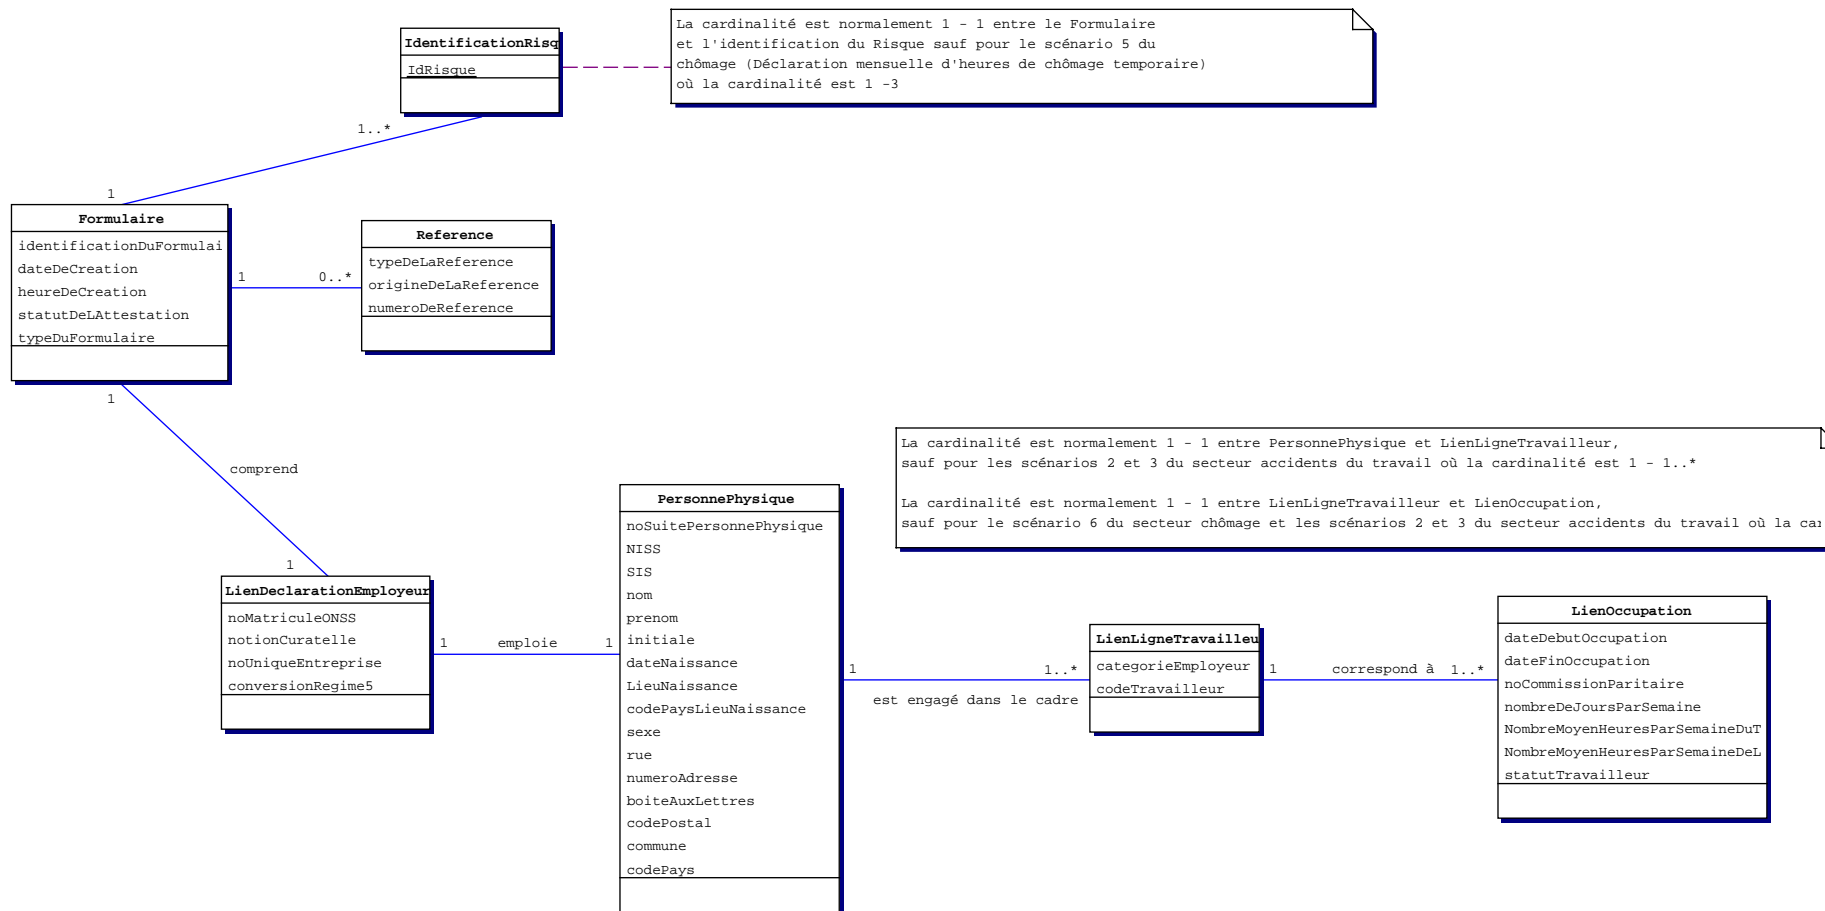 IdentificationRisq
IdRisque
La cardinalité est normalement 1 - 1 entre le Formulaire
et l'identification du Risque sauf pour le scénario 5 du
chômage (Déclaration mensuelle d'heures de chômage temporaire)
où la cardinalité est 1 -3
1..*
1
Formulaire
identificationDuFormulai
dateDeCreation
heureDeCreation
statutDeLAttestation
typeDuFormulaire
1
0..*
Reference
typeDeLaReference
origineDeLaReference
numeroDeReference
1
comprend
1
LienDeclarationEmployeur
noMatriculeONSS
notionCuratelle
noUniqueEntreprise
conversionRegime5
1
emploie
1
PersonnePhysique
noSuitePersonnePhysique
NISS
SIS
nom
prenom
initiale
dateNaissance
LieuNaissance
codePaysLieuNaissance
sexe
rue
numeroAdresse
boiteAuxLettres
codePostal
commune
codePays
La cardinalité est normalement 1 - 1 entre PersonnePhysique et LienLigneTravailleur,
sauf pour les scénarios 2 et 3 du secteur accidents du travail où la cardinalité est 1 - 1..*
La cardinalité est normalement 1 - 1 entre LienLigneTravailleur et LienOccupation,
sauf pour le scénario 6 du secteur chômage et les scénarios 2 et 3 du secteur accidents du travail où la car
1
1..*
est engagé dans le cadre
LienLigneTravailleu
categorieEmployeur
codeTravailleur
1
correspond à
1..*
LienOccupation
dateDebutOccupation
dateFinOccupation
noCommissionParitaire
nombreDeJoursParSemaine
NombreMoyenHeuresParSemaineDuT
NombreMoyenHeuresParSemaineDeL
statutTravailleur